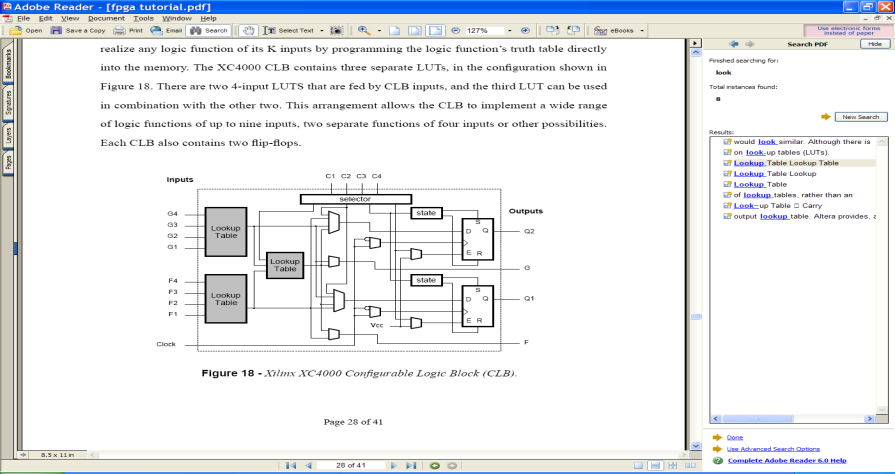 Adobe Reader - [fpga tutorial.pdf]
File Edit View Document Tools Window Help
Open Save a Copy Print Email Search Select Text 127% eBooks
Use electronic forms
instead of paper
realize any logic function of its K inputs by programming the logic function's truth table directly
into the memory. The XC4000 CLB contains three separate LUTs, in the configuration shown in
Figure 18. There are two 4-input LUTS that are fed by CLB inputs, and the third LUT can be used
in combination with the other two. This arrangement allows the CLB to implement a wide range
of logic functions of up to nine inputs, two separate functions of four inputs or other possibilities.
Each CLB also contains two flip-flops.
Inputs
C1 C2 C3 C4
selector
Outputs
G4
G3
G2
G1
Lookup
Table
state
S
D Q
E R
Q2
Lookup
Table
G
F4
F3
F2
F1
Lookup
Table
state
S
D Q
E R
Q1
Vcc
Clock
F
Figure 18 - Xilinx XC4000 Configurable Logic Block (CLB).
Page 28 of 41
8.5 x 11 in
28 of 41
Bookmarks
Signatures
Layers
Pages
Search PDF
Hide
Finished searching for:
look
Total instances found:
8
New Search
Results:
would look similar. Although there is
on look-up tables (LUTs).
Lookup Table Lookup Table
Lookup Table Lookup
Lookup Table
of lookup tables, rather than an
Look-up Table □ Carry
output lookup table. Altera provides, a
Done
Use Advanced Search Options
Complete Adobe Reader 6.0 Help